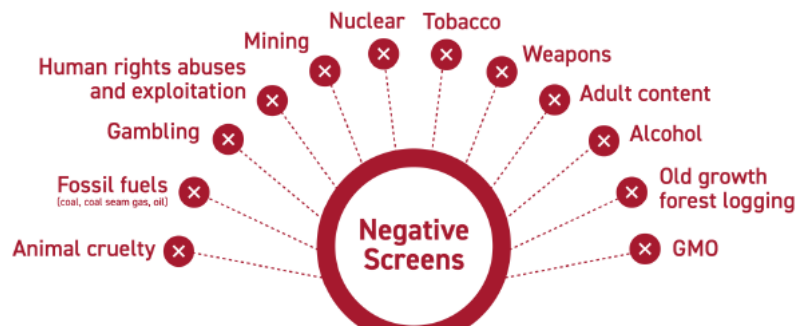 Nuclear
Tobacco
Mining
Weapons
Human rights abuses
and exploitation
Adult content
Gambling
Alcohol
Fossil fuels
(coal, coal seam gas, oil)
Old growth
forest logging
Animal cruelty
GMO
Negative
Screens